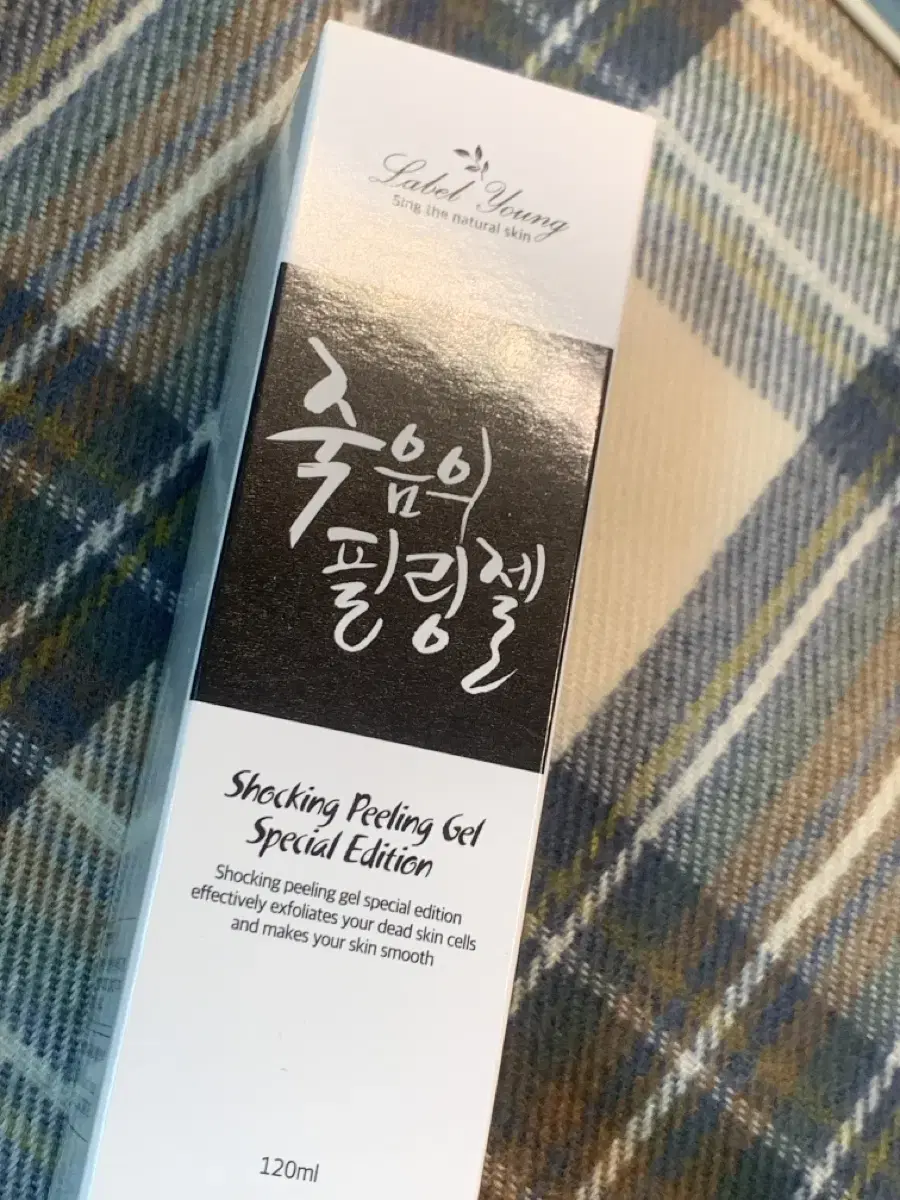 Label Young
Sing the natural skin
죽음의
필링젤
Shocking Peeling Gel
Special Edition
Shocking peeling gel special edition
effectively exfoliates your dead skin cells
and makes your skin smooth
120ml